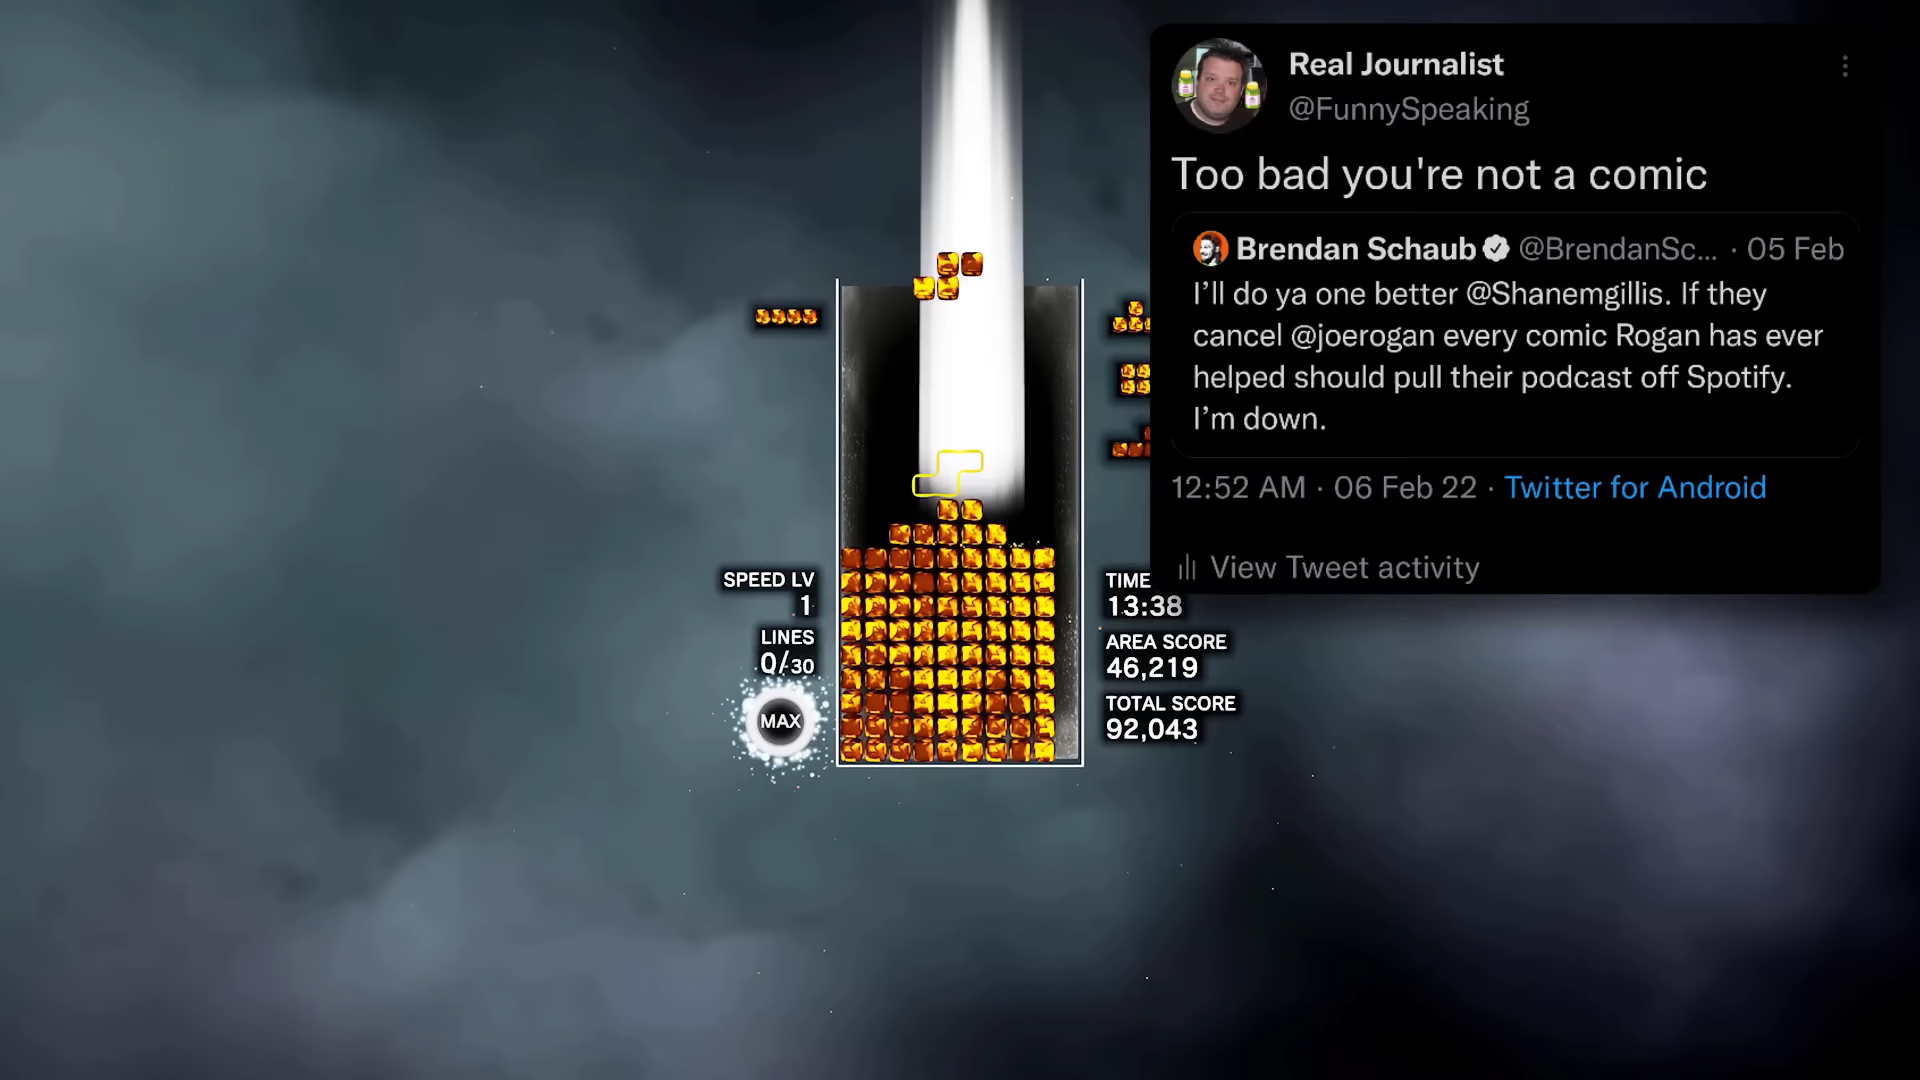 Real Journalist
@FunnySpeaking
Too bad you're not a comic
Brendan Schaub @BrendanSc... · 05 Feb
I'll do ya one better @Shanemgillis. If they
cancel @joerogan every comic Rogan has ever
helped should pull their podcast off Spotify.
I'm down.
12:52 AM · 06 Feb 22 · Twitter for Android
View Tweet activity
SPEED LV
1
LINES
0/30
MAX
TIME
13:38
AREA SCORE
46,219
TOTAL SCORE
92,043